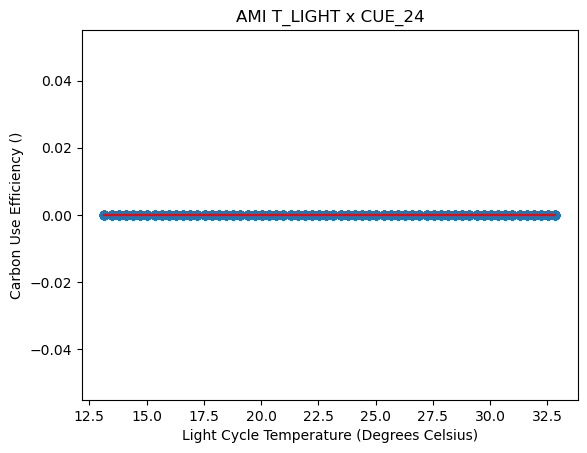 AMI T_LIGHT x CUE_24
Carbon Use Efficiency ()
0.04
0.02
0.00
−0.02
−0.04
12.5 15.0 17.5 20.0 22.5 25.0 27.5 30.0 32.5
Light Cycle Temperature (Degrees Celsius)